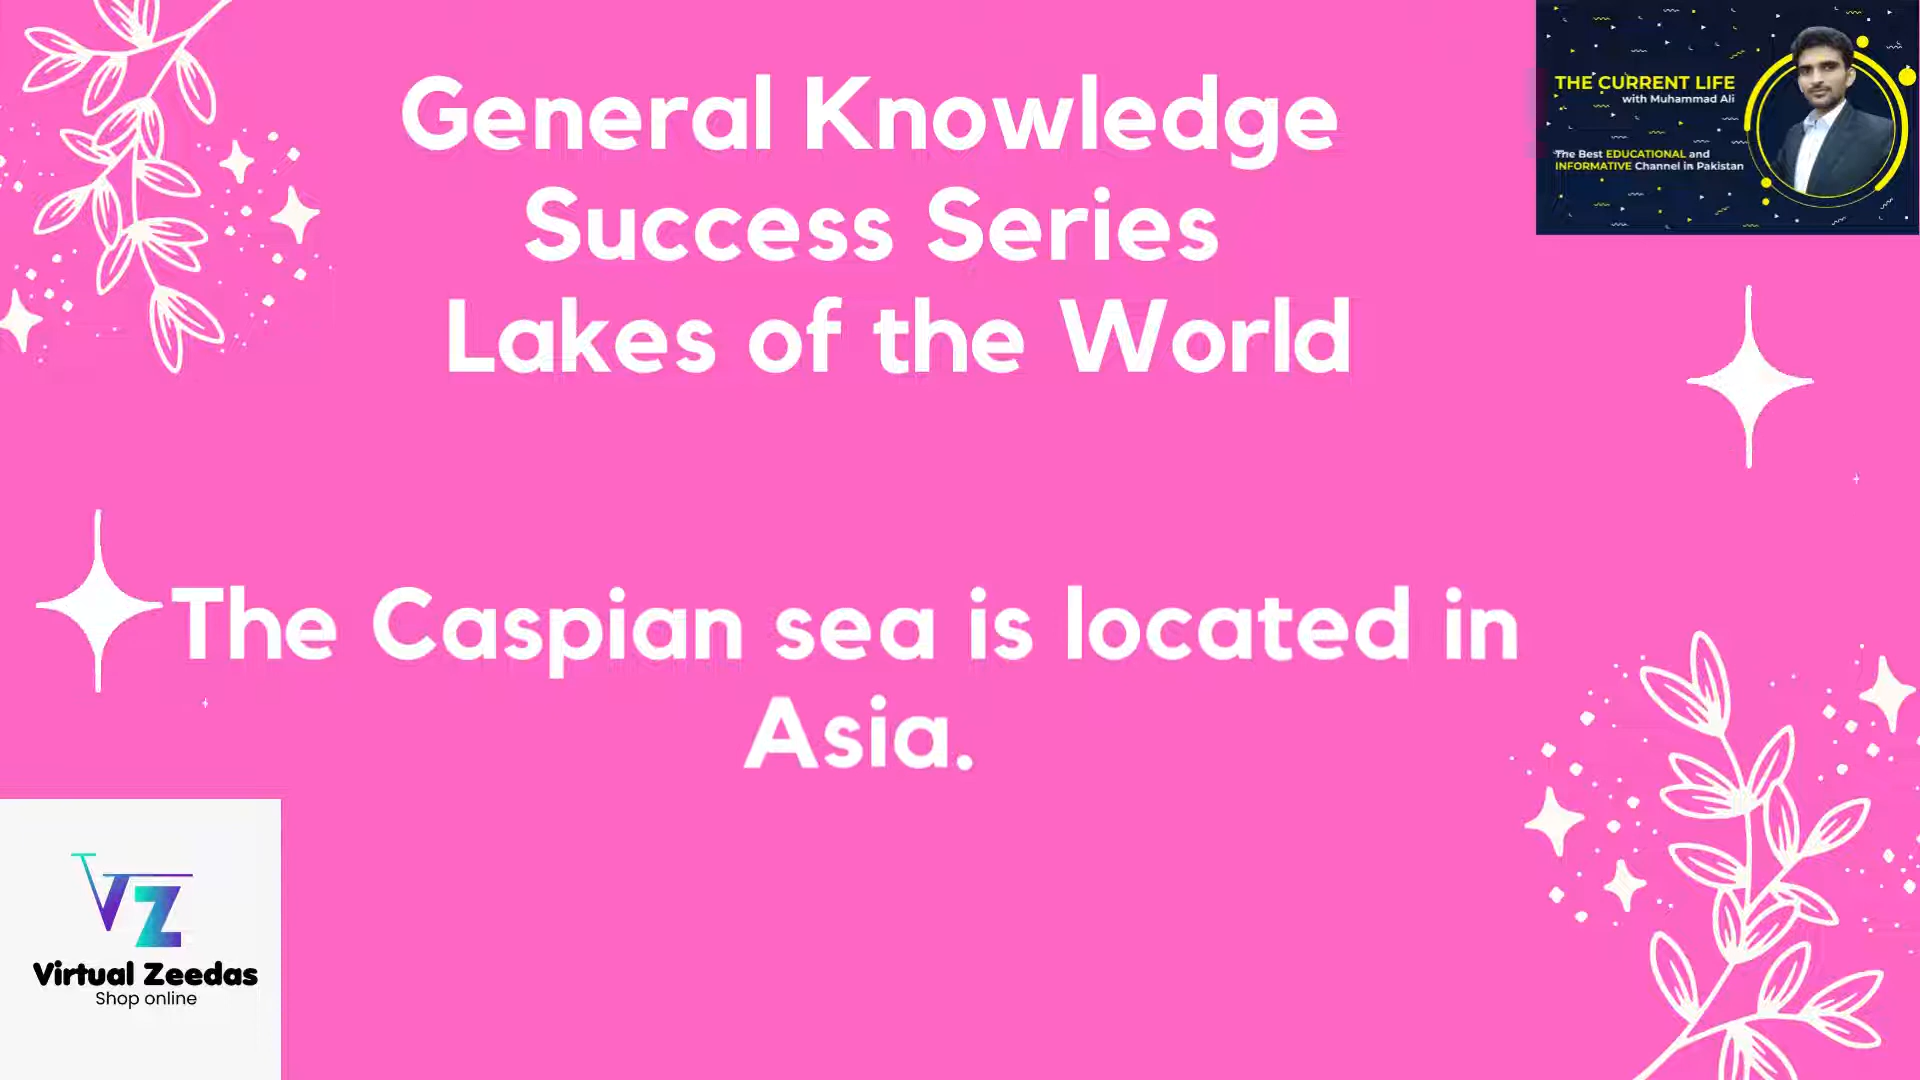 General Knowledge
Success Series
Lakes of the World
THE CURRENT LIFE
with Muhammad Ali
The Best EDUCATIONAL and
INFORMATIVE Channel in Pakistan
The Caspian sea is located in
Asia.
VZ
Virtual Zeedas
Shop online